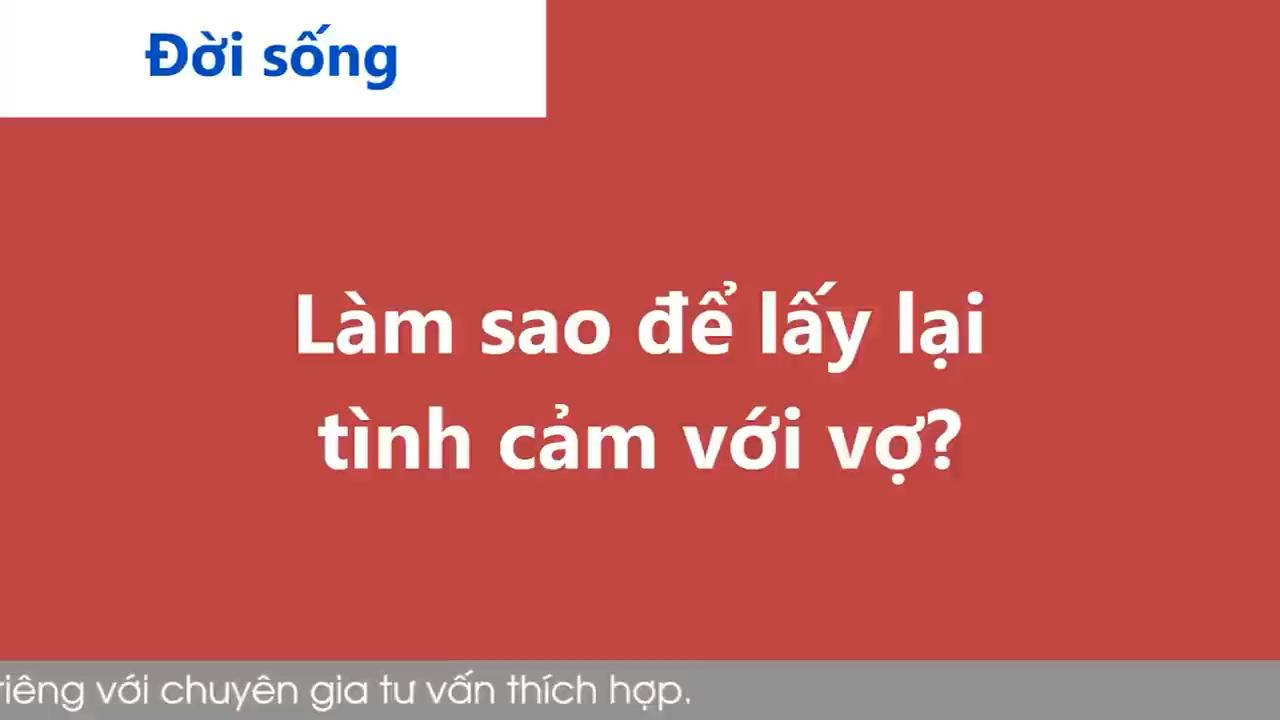 Đời sống
Làm sao để lấy lại
tình cảm với vợ?
riêng với chuyên gia tư vấn thích hợp.